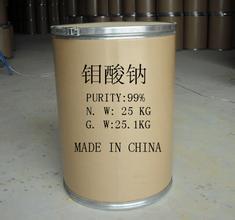 钼酸钠
PURITY:99%
N. W: 25 KG
G. W:25.1KG
MADE IN CHINA